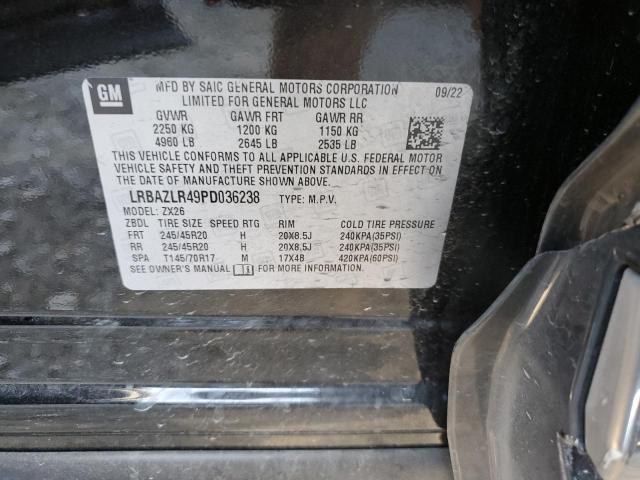 GM
MFD BY SAIC GENERAL MOTORS CORPORATION 09/22
LIMITED FOR GENERAL MOTORS LLC
GVWR GAWR FRT GAWR RR
2250 KG 1200 KG 1150 KG
4960 LB 2645 LB 2535 LB
THIS VEHICLE CONFORMS TO ALL APPLICABLE U.S. FEDERAL MOTOR
VEHICLE SAFETY AND THEFT PREVENTION STANDARDS IN EFFECT ON THE
DATE OF MANUFACTURE SHOWN ABOVE.
LRBAZLR49PD036238 TYPE: M.P.V.
MODEL: ZX26
ZBDL TIRE SIZE SPEED RTG RIM COLD TIRE PRESSURE
FRT 245/45R20 H 20X8.5J 240KPA(35PSI)
RR 245/45R20 H 20X8.5J 240KPA(35PSI)
SPA T145/70R17 M 17X4B 420KPA(60PSI)
SEE OWNER'S MANUAL FOR MORE INFORMATION